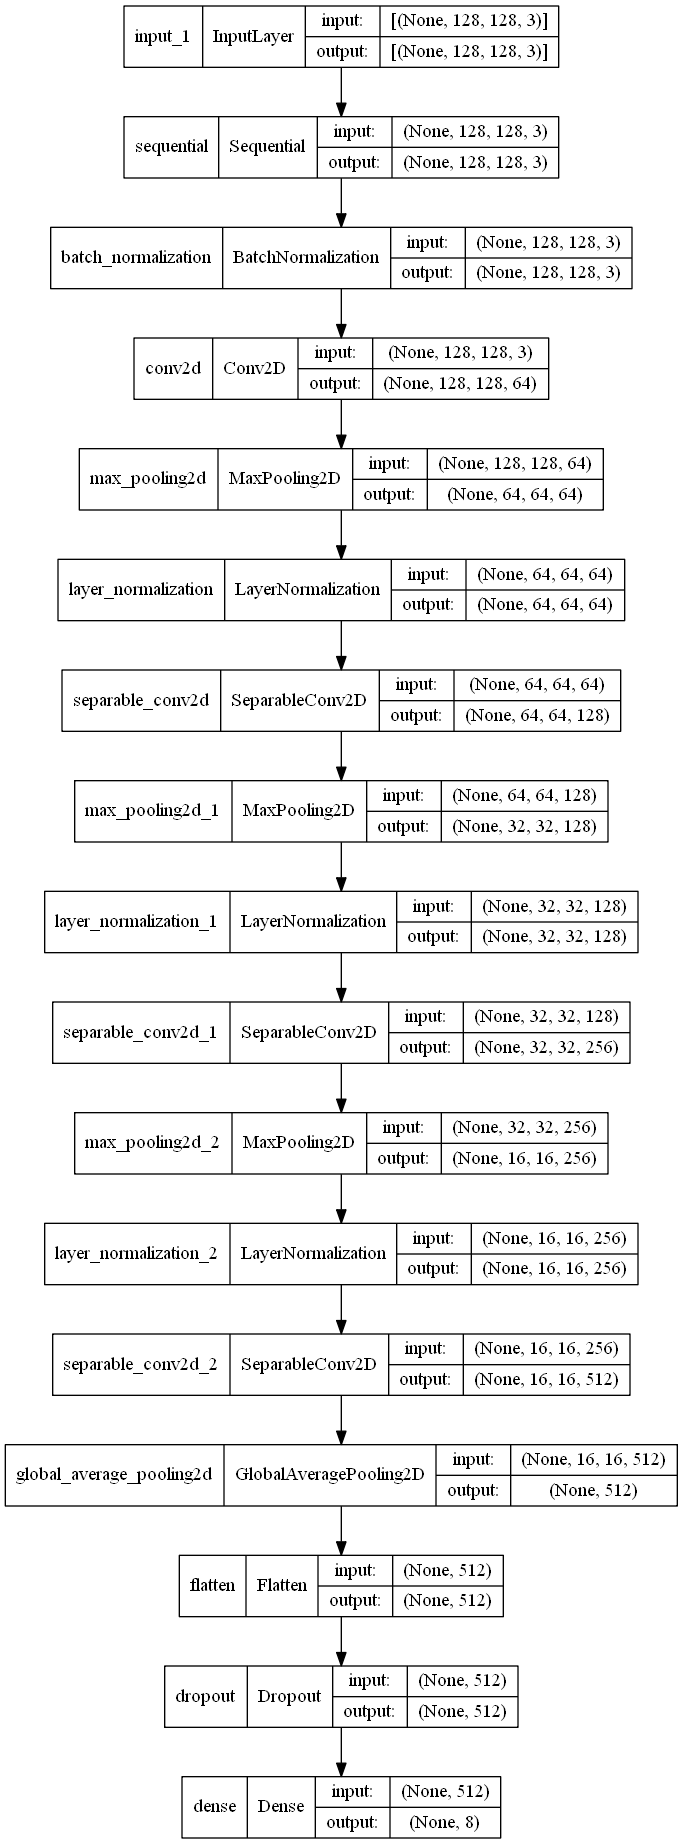 input_1 InputLayer input: [(None, 128, 128, 3)]
output: [(None, 128, 128, 3)]
sequential Sequential input: (None, 128, 128, 3)
output: (None, 128, 128, 3)
batch_normalization BatchNormalization input: (None, 128, 128, 3)
output: (None, 128, 128, 3)
conv2d Conv2D input: (None, 128, 128, 3)
output: (None, 128, 128, 64)
max_pooling2d MaxPooling2D input: (None, 128, 128, 64)
output: (None, 64, 64, 64)
layer_normalization LayerNormalization input: (None, 64, 64, 64)
output: (None, 64, 64, 64)
separable_conv2d SeparableConv2D input: (None, 64, 64, 64)
output: (None, 64, 64, 128)
max_pooling2d_1 MaxPooling2D input: (None, 64, 64, 128)
output: (None, 32, 32, 128)
layer_normalization_1 LayerNormalization input: (None, 32, 32, 128)
output: (None, 32, 32, 128)
separable_conv2d_1 SeparableConv2D input: (None, 32, 32, 128)
output: (None, 32, 32, 256)
max_pooling2d_2 MaxPooling2D input: (None, 32, 32, 256)
output: (None, 16, 16, 256)
layer_normalization_2 LayerNormalization input: (None, 16, 16, 256)
output: (None, 16, 16, 256)
separable_conv2d_2 SeparableConv2D input: (None, 16, 16, 256)
output: (None, 16, 16, 512)
global_average_pooling2d GlobalAveragePooling2D input: (None, 16, 16, 512)
output: (None, 512)
flatten Flatten input: (None, 512)
output: (None, 512)
dropout Dropout input: (None, 512)
output: (None, 512)
dense Dense input: (None, 512)
output: (None, 8)